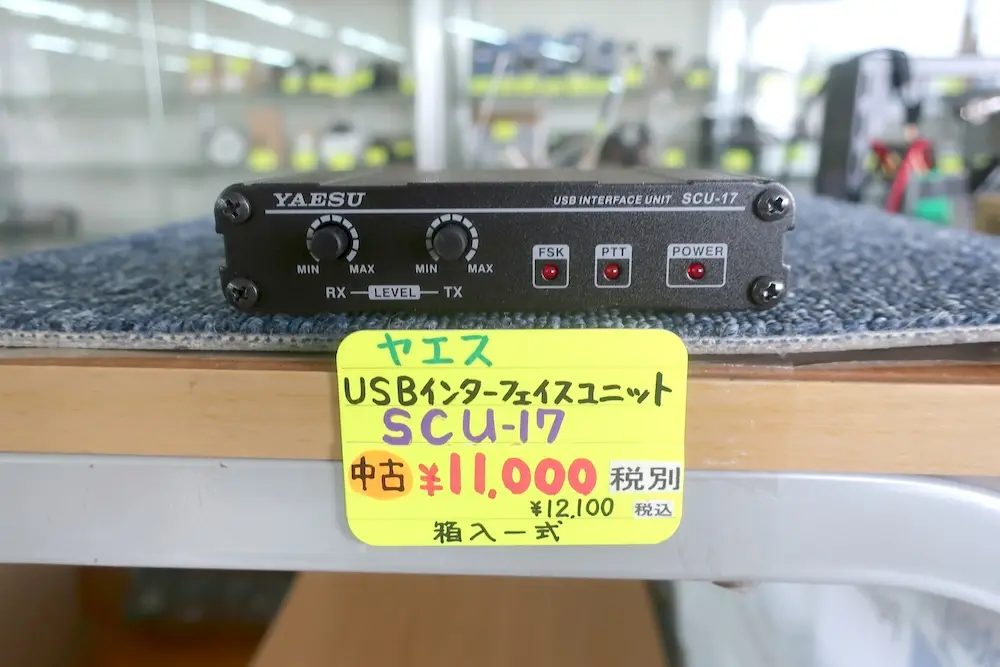 YAESU USB INTERFACE UNIT SCU-17
FSK PTT POWER
MIN MAX MIN MAX
RX LEVEL TX
ヤエス
USBインターフェイスユニット
SCU-17
中古 ¥11,000 税別
¥12,100 税込
箱入一式